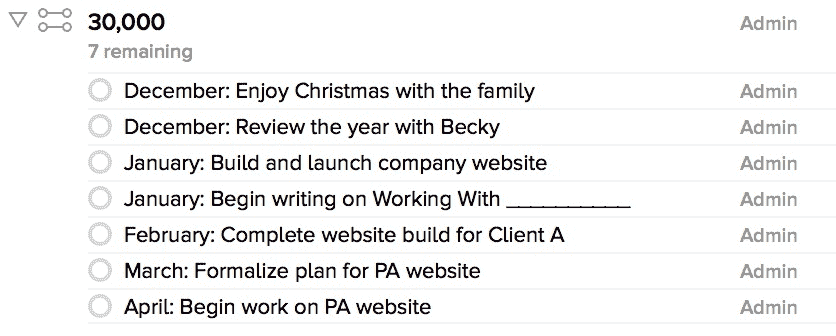 30,000 Admin
7 remaining
December: Enjoy Christmas with the family Admin
December: Review the year with Becky Admin
January: Build and launch company website Admin
January: Begin writing on Working With ___________ Admin
February: Complete website build for Client A Admin
March: Formalize plan for PA website Admin
April: Begin work on PA website Admin